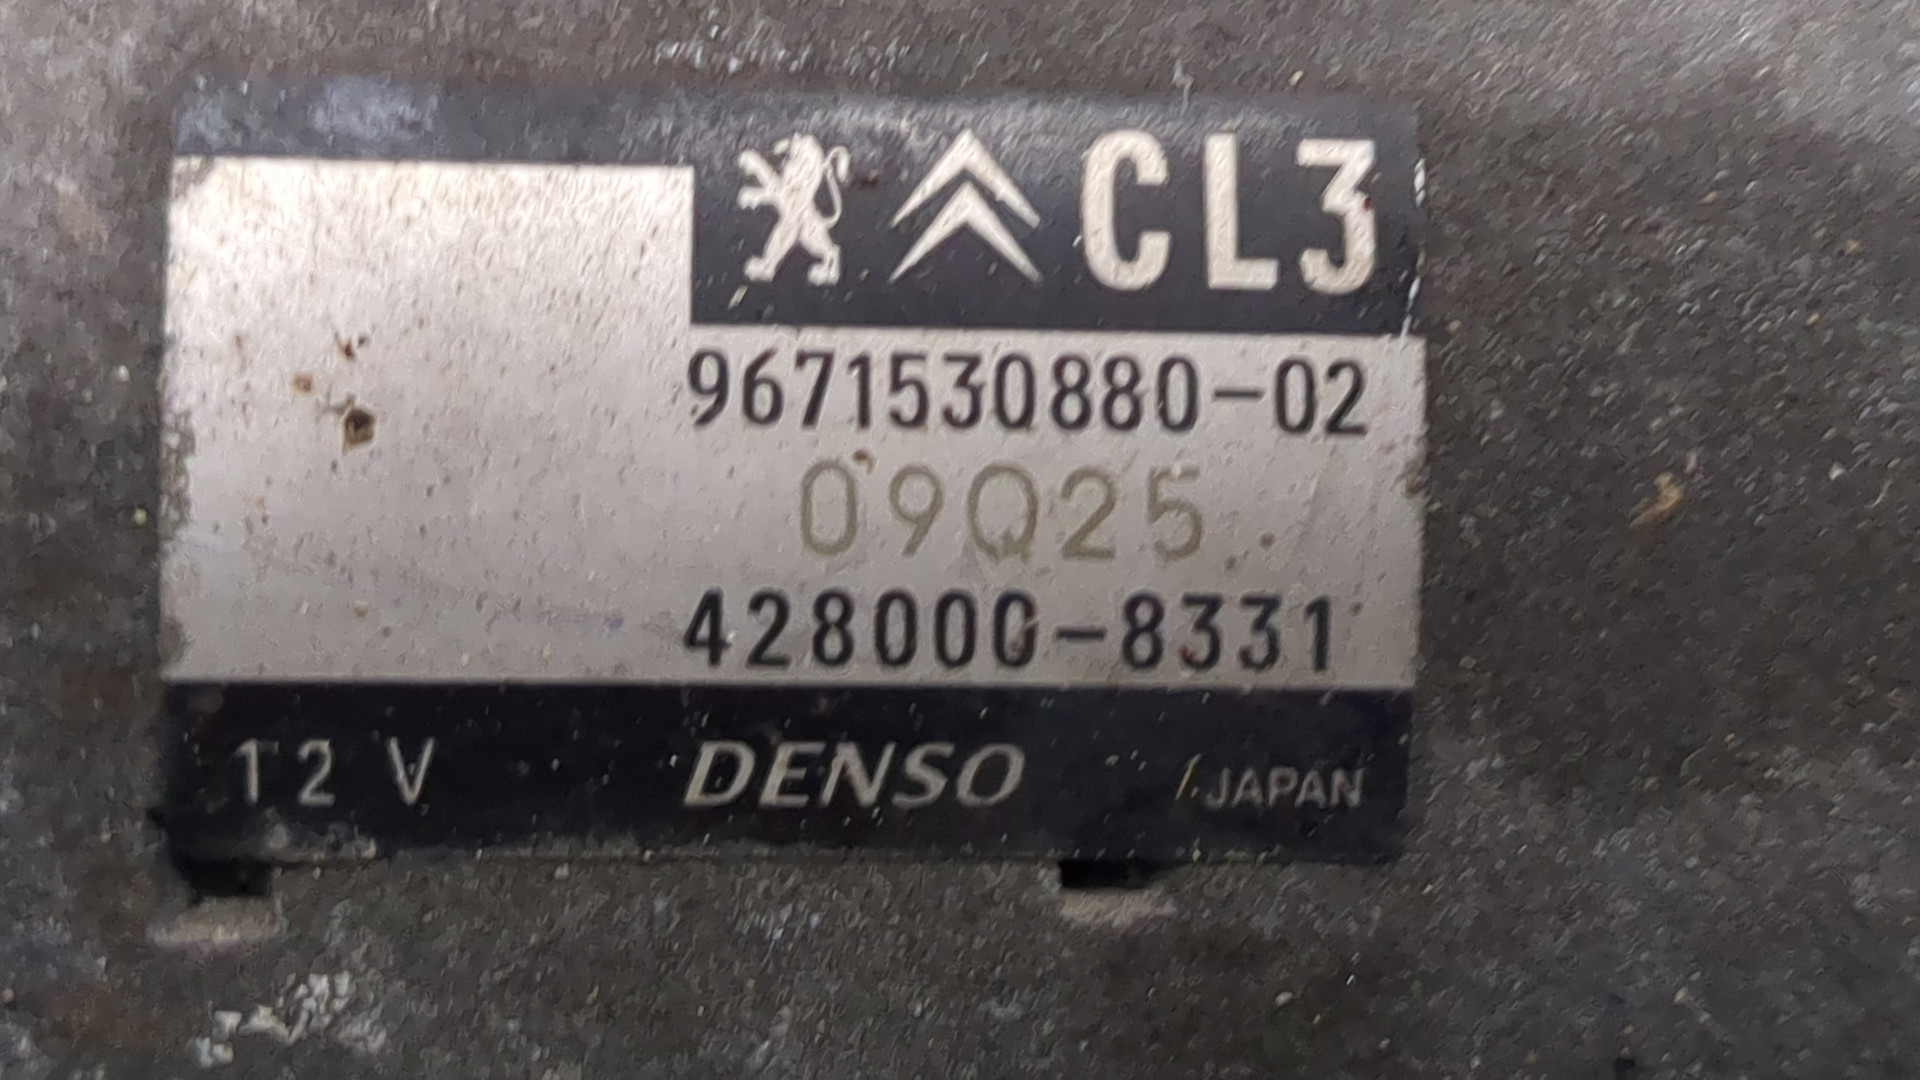 CL3
9671530880-02
09Q25
428000-8331
12 V DENSO JAPAN